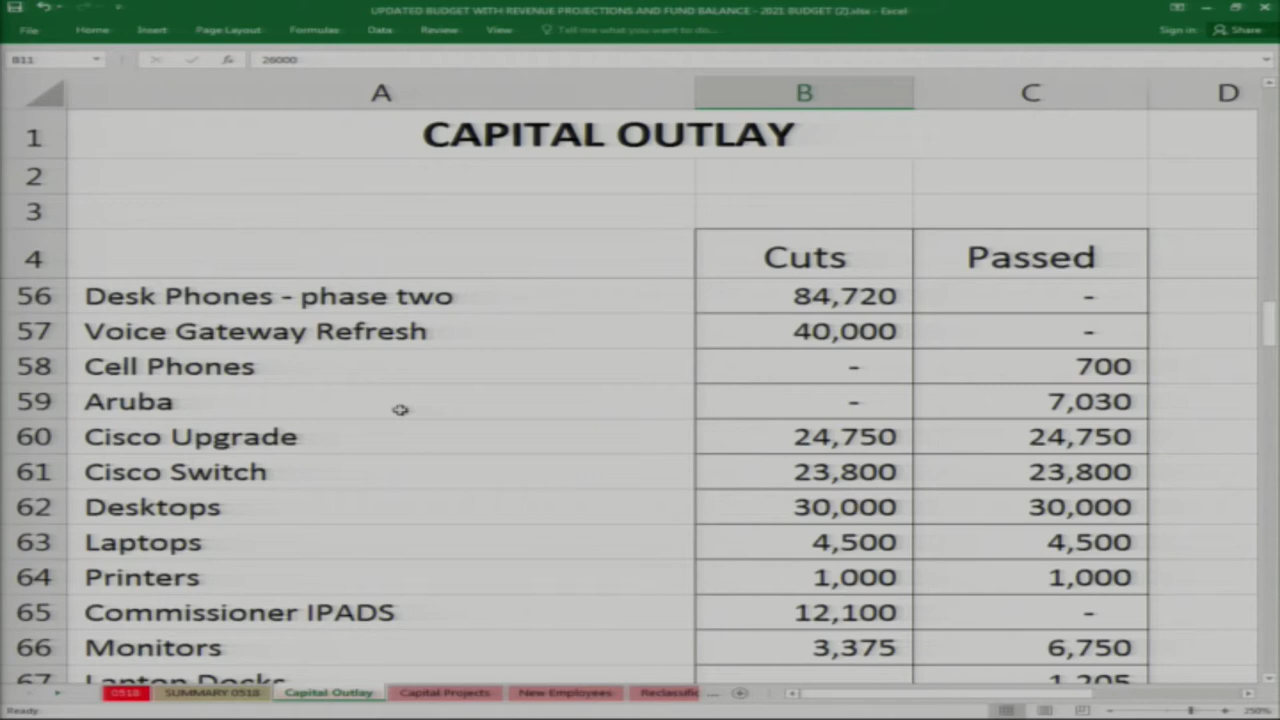 UPDATED BUDGET WITH REVENUE PROJECTIONS AND FUND BALANCE - 2021 BUDGET (2).xlsx - Excel
File Home Insert Page Layout Formulas Data Review View Tell me what you want to do... Sign in Share
B11 fx 26000
A B C D
1 CAPITAL OUTLAY
2
3
4 Cuts Passed
56 Desk Phones - phase two 84,720 -
57 Voice Gateway Refresh 40,000 -
58 Cell Phones - 700
59 Aruba - 7,030
60 Cisco Upgrade 24,750 24,750
61 Cisco Switch 23,800 23,800
62 Desktops 30,000 30,000
63 Laptops 4,500 4,500
64 Printers 1,000 1,000
65 Commissioner IPADS 12,100 -
66 Monitors 3,375 6,750
67 Laptop Docks 1,205
0518 SUMMARY 0518 Capital Outlay Capital Projects New Employees Reclassific ...
Ready 250%